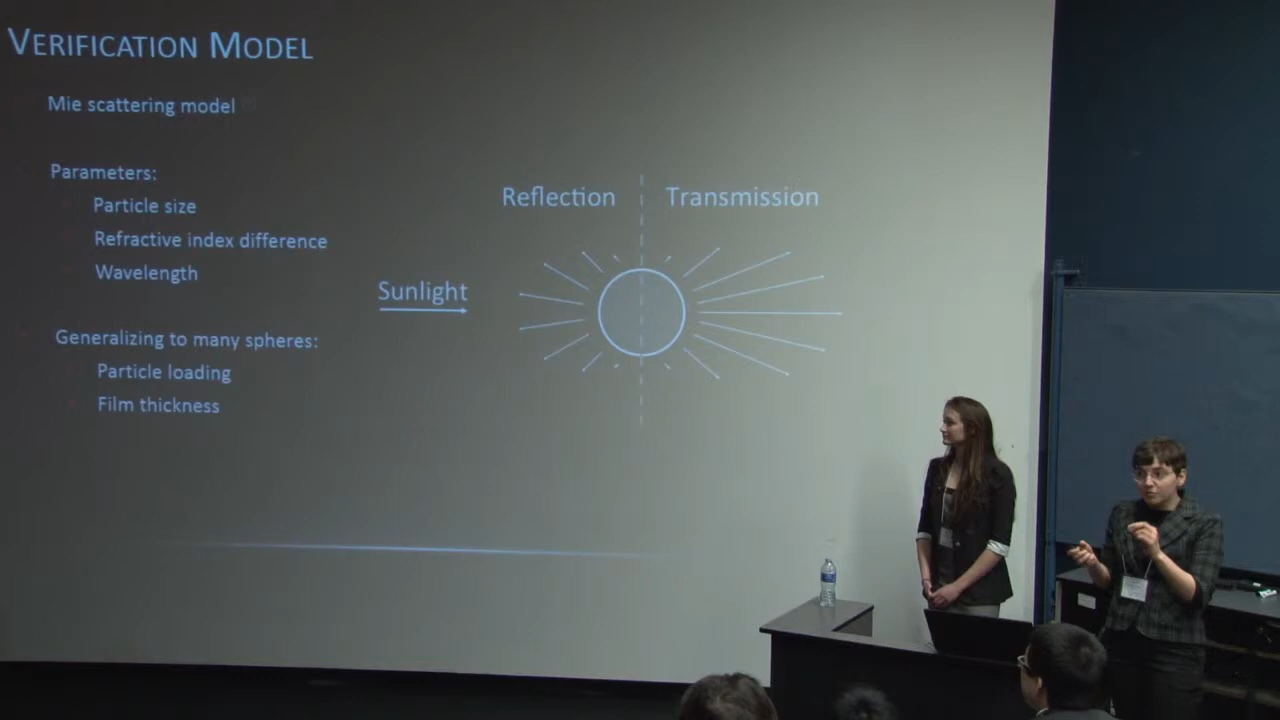 VERIFICATION MODEL
Mie scattering model
Parameters:
Particle size
Refractive index difference
Wavelength
Generalizing to many spheres:
Particle loading
Film thickness
Reflection
Transmission
Sunlight